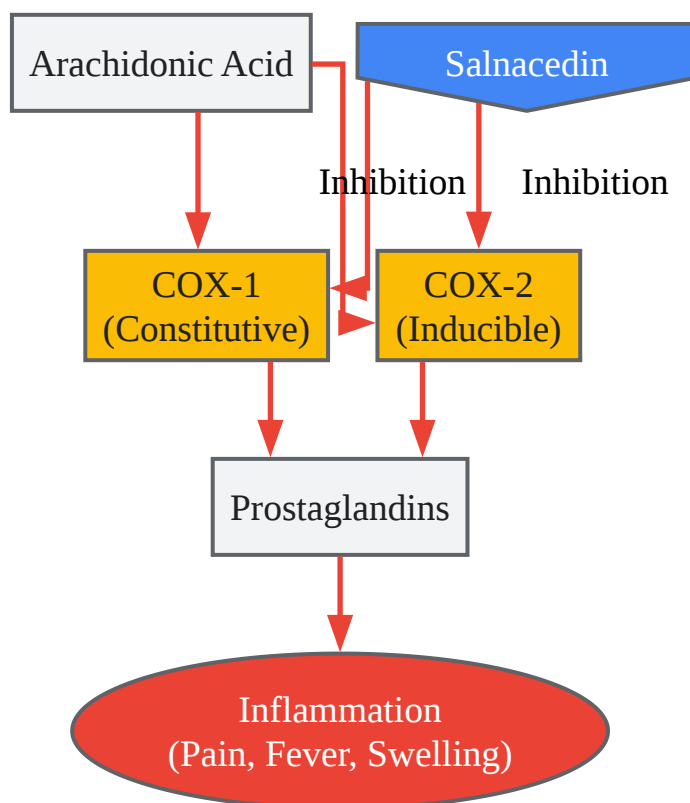 Arachidonic Acid
Salnacedin
Inhibition
Inhibition
COX-1
(Constitutive)
COX-2
(Inducible)
Prostaglandins
Inflammation
(Pain, Fever, Swelling)